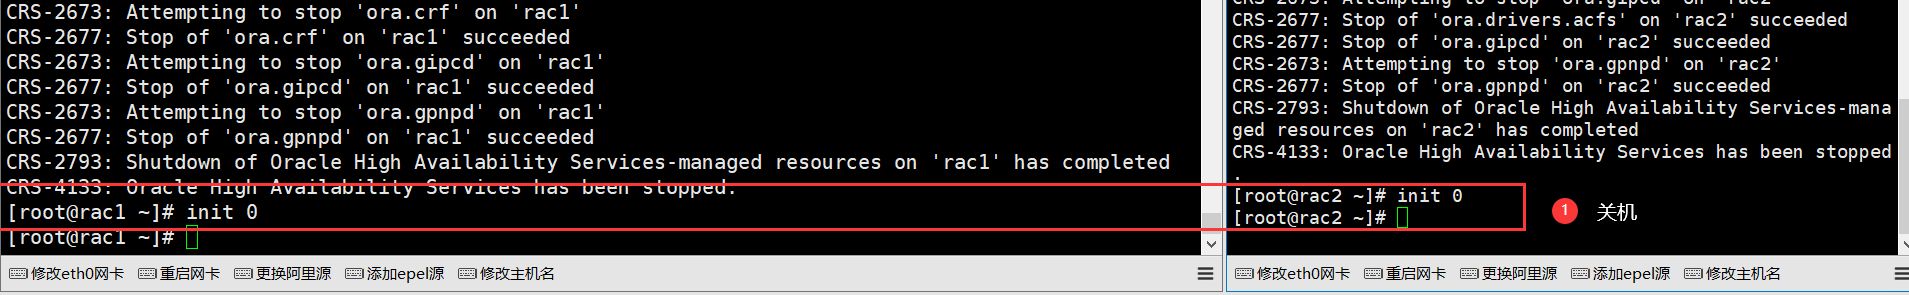 CRS-2673: Attempting to stop 'ora.crf' on 'rac1'
CRS-2677: Stop of 'ora.crf' on 'rac1' succeeded
CRS-2673: Attempting to stop 'ora.gipcd' on 'rac1'
CRS-2677: Stop of 'ora.gipcd' on 'rac1' succeeded
CRS-2673: Attempting to stop 'ora.gpnpd' on 'rac1'
CRS-2677: Stop of 'ora.gpnpd' on 'rac1' succeeded
CRS-2793: Shutdown of Oracle High Availability Services-managed resources on 'rac1' has completed
CRS-4133: Oracle High Availability Services has been stopped.
[root@rac1 ~]# init 0
[root@rac1 ~]#
修改eth0网卡 重启网卡 更换阿里源 添加epel源 修改主机名
CRS-2673: Attempting to stop 'ora.gipcd' on 'rac2'
CRS-2677: Stop of 'ora.drivers.acfs' on 'rac2' succeeded
CRS-2677: Stop of 'ora.gipcd' on 'rac2' succeeded
CRS-2673: Attempting to stop 'ora.gpnpd' on 'rac2'
CRS-2677: Stop of 'ora.gpnpd' on 'rac2' succeeded
CRS-2793: Shutdown of Oracle High Availability Services-mana
ged resources on 'rac2' has completed
CRS-4133: Oracle High Availability Services has been stopped
.
[root@rac2 ~]# init 0
[root@rac2 ~]#
1 关机
修改eth0网卡 重启网卡 更换阿里源 添加epel源 修改主机名